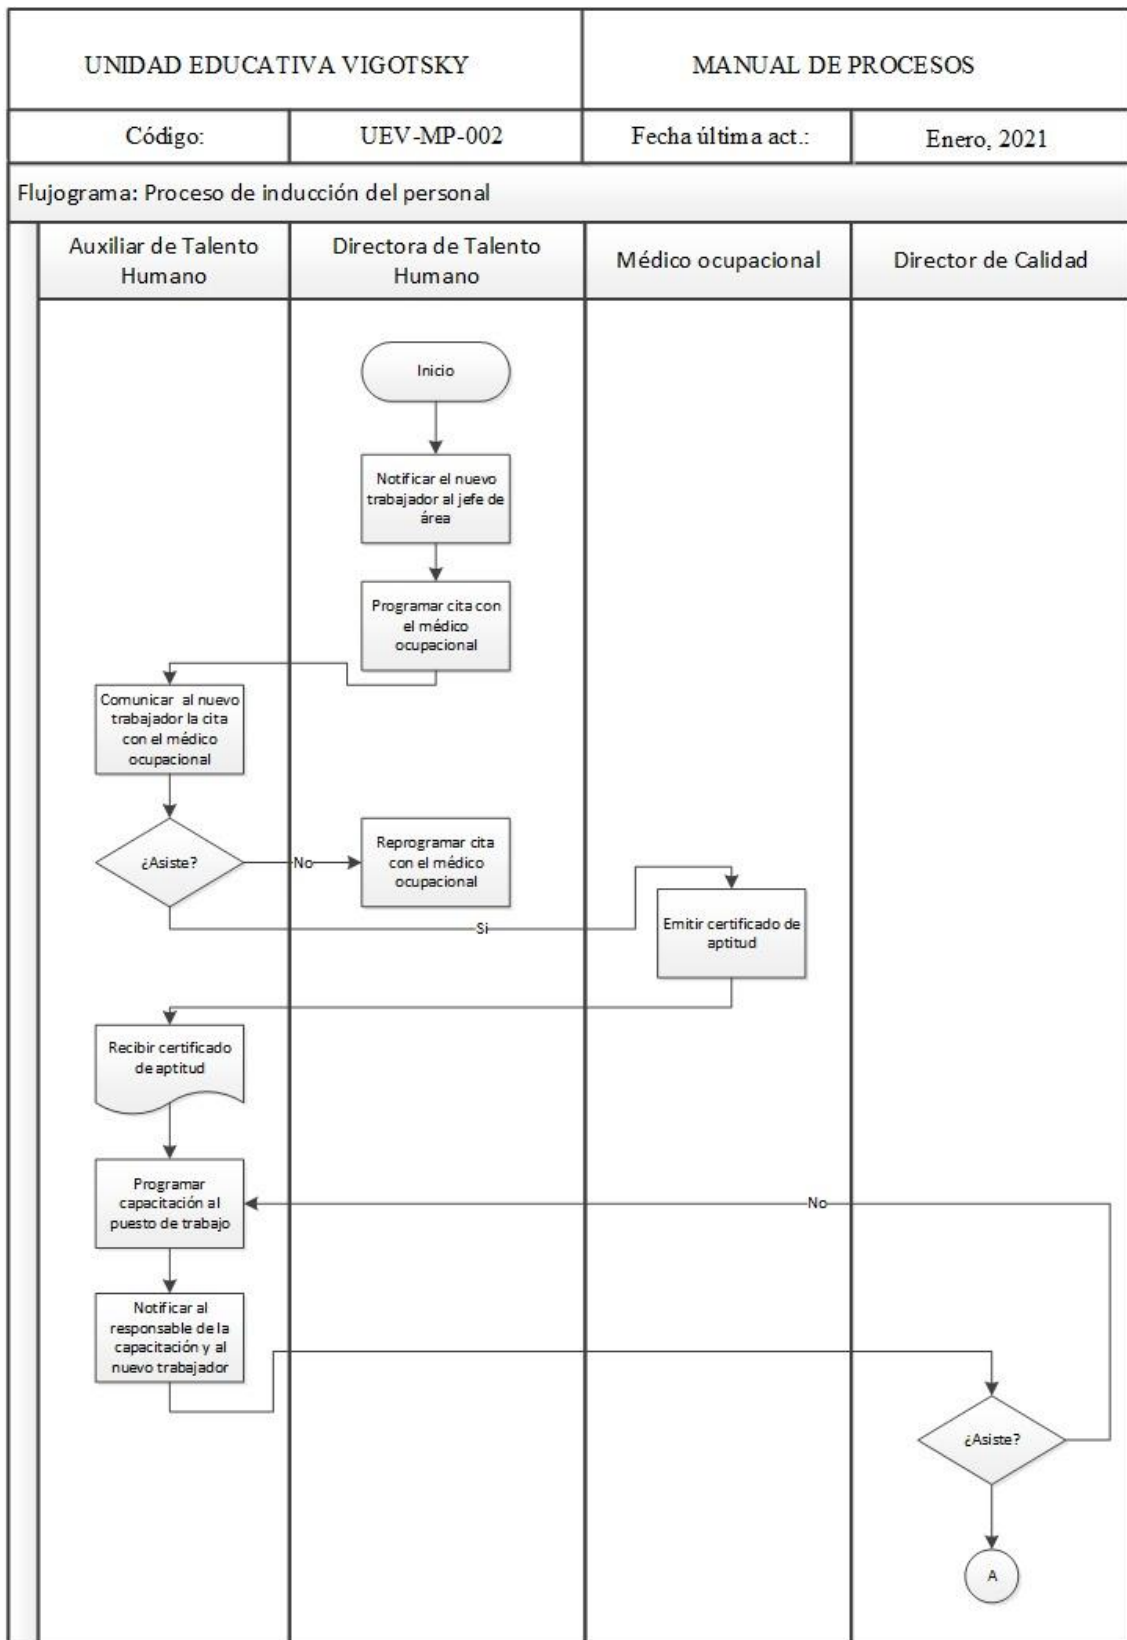 UNIDAD EDUCATIVA VIGOTSKY
MANUAL DE PROCESOS
Código:
UEV-MP-002
Fecha última act.:
Enero, 2021
Flujograma: Proceso de inducción del personal
Auxiliar de Talento
Humano
Directora de Talento
Humano
Médico ocupacional
Director de Calidad
Inicio
Notificar el nuevo
trabajador al jefe de
área
Programar cita con
el médico
ocupacional
Comunicar al nuevo
trabajador la cita
con el médico
ocupacional
¿Asiste?
No
Reprogramar cita
con el médico
ocupacional
Si
Emitir certificado de
aptitud
Recibir certificado
de aptitud
Programar
capacitación al
puesto de trabajo
No
Notificar al
responsable de la
capacitación y al
nuevo trabajador
¿Asiste?
A